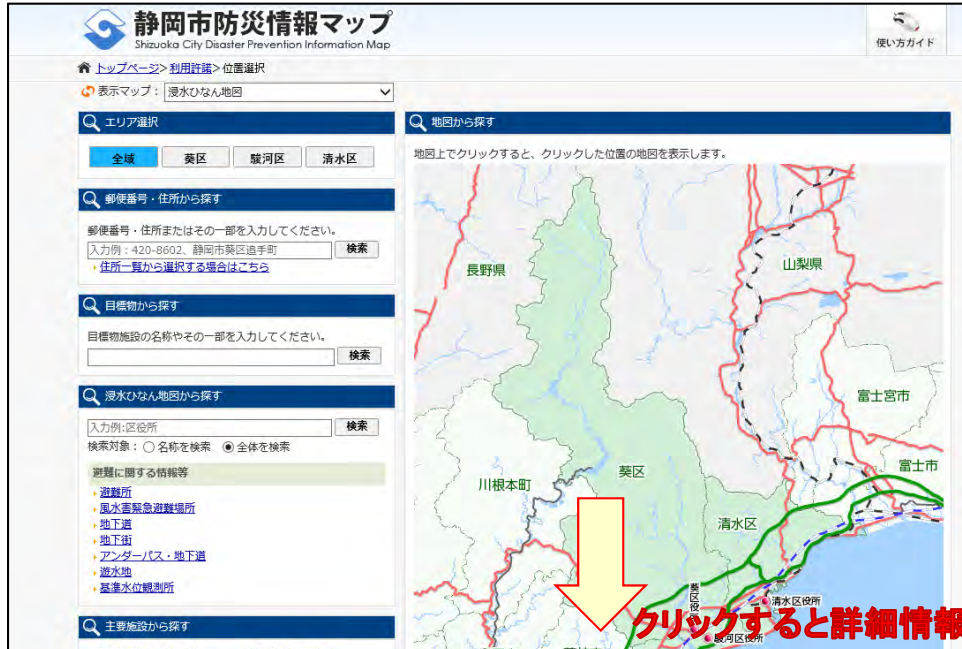 静岡市防災情報マップ
Shizuoka City Disaster Prevention Information Map
使い方ガイド
トップページ>利用許諾>位置選択
表示マップ： 浸水ひなん地図
エリア選択
全域 葵区 駿河区 清水区
郵便番号・住所から探す
郵便番号・住所またはその一部を入力してください。
入力例：420-8602、静岡市葵区追手町 検索
住所一覧から選択する場合はこちら
目標物から探す
目標物施設の名称やその一部を入力してください。
検索
浸水ひなん地図から探す
入力例:区役所 検索
検索対象： 名称を検索 全体を検索
避難に関する情報等
避難所
風水害緊急避難場所
地下道
地下街
アンダーパス・地下道
遊水地
基準水位観測所
主要施設から探す
地図から探す
地図上でクリックすると、クリックした位置の地図を表示します。
長野県
山梨県
富士宮市
富士市
川根本町
葵区
清水区
葵区役所
清水区役所
駿河区役所
クリックすると詳細情報